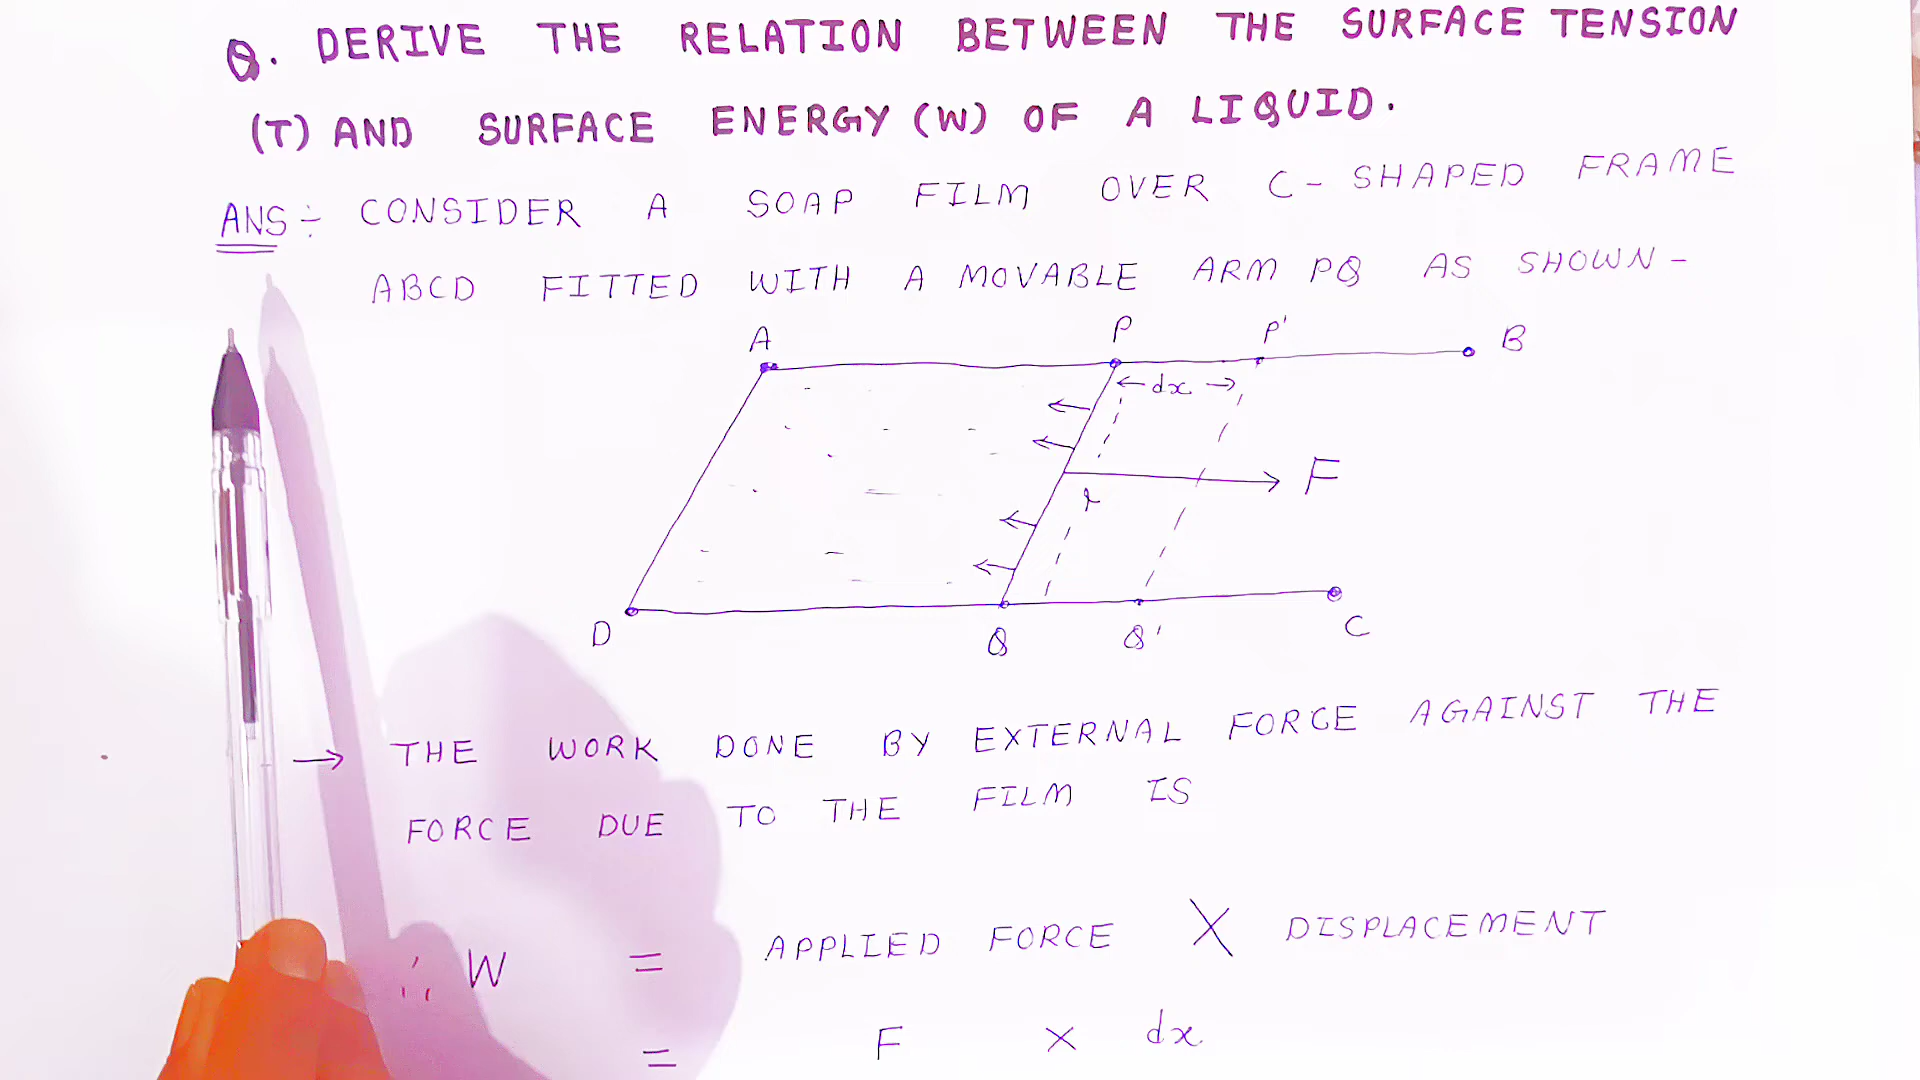 Q. DERIVE THE RELATION BETWEEN THE SURFACE TENSION
(T) AND SURFACE ENERGY (W) OF A LIQUID.
ANS ÷ CONSIDER A SOAP FILM OVER C- SHAPED FRAME
ABCD FITTED WITH A MOVABLE ARM PQ AS SHOWN -
A P P' B
← dx →
F
l
D Q Q' C
→ THE WORK DONE BY EXTERNAL FORCE AGAINST THE
FORCE DUE TO THE FILM IS
∴ W = APPLIED FORCE X DISPLACEMENT
= F × dx